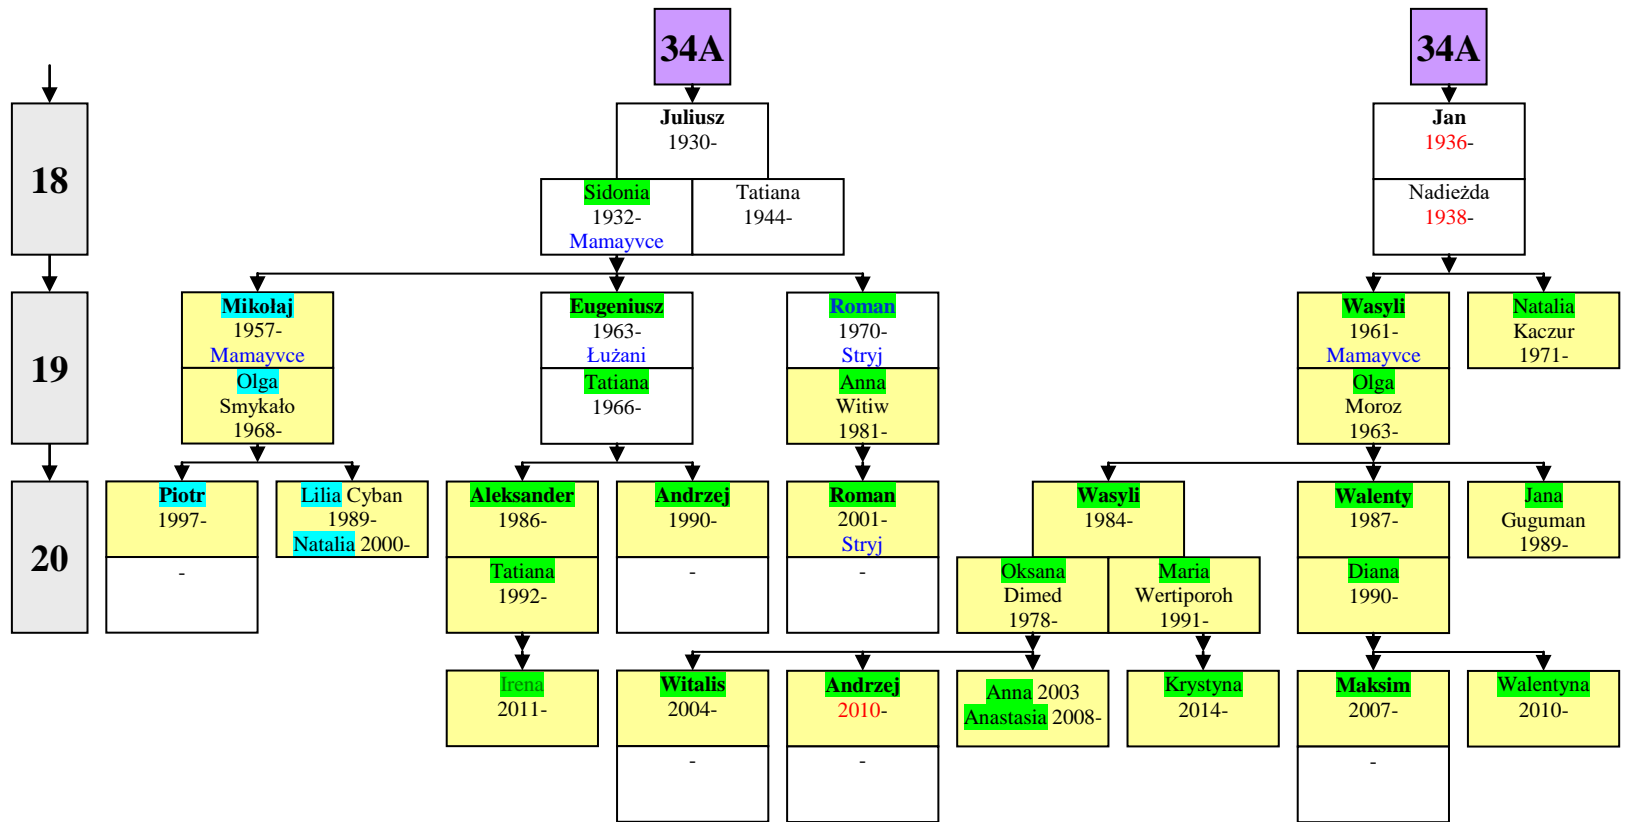 34A
34A
18
Juliusz
1930-
Sidonia
1932-
Mamayvce
Tatiana
1944-
Jan
1936-
Nadieżda
1938-
19
Mikołaj
1957-
Mamayvce
Olga
Smykało
1968-
Eugeniusz
1963-
Łużani
Tatiana
1966-
Roman
1970-
Stryj
Anna
Witiw
1981-
Wasyli
1961-
Mamayvce
Olga
Moroz
1963-
Natalia
Kaczur
1971-
20
Piotr
1997-
-
Lilia Cyban
1989-
Natalia 2000-
Aleksander
1986-
Tatiana
1992-
Andrzej
1990-
-
Roman
2001-
Stryj
-
Wasyli
1984-
Oksana
Dimed
1978-
Maria
Wertiporoh
1991-
Walenty
1987-
Diana
1990-
Jana
Guguman
1989-
Irena
2011-
Witalis
2004-
-
Andrzej
2010-
-
Anna 2003
Anastasia 2008-
Krystyna
2014-
Maksim
2007-
-
Walentyna
2010-